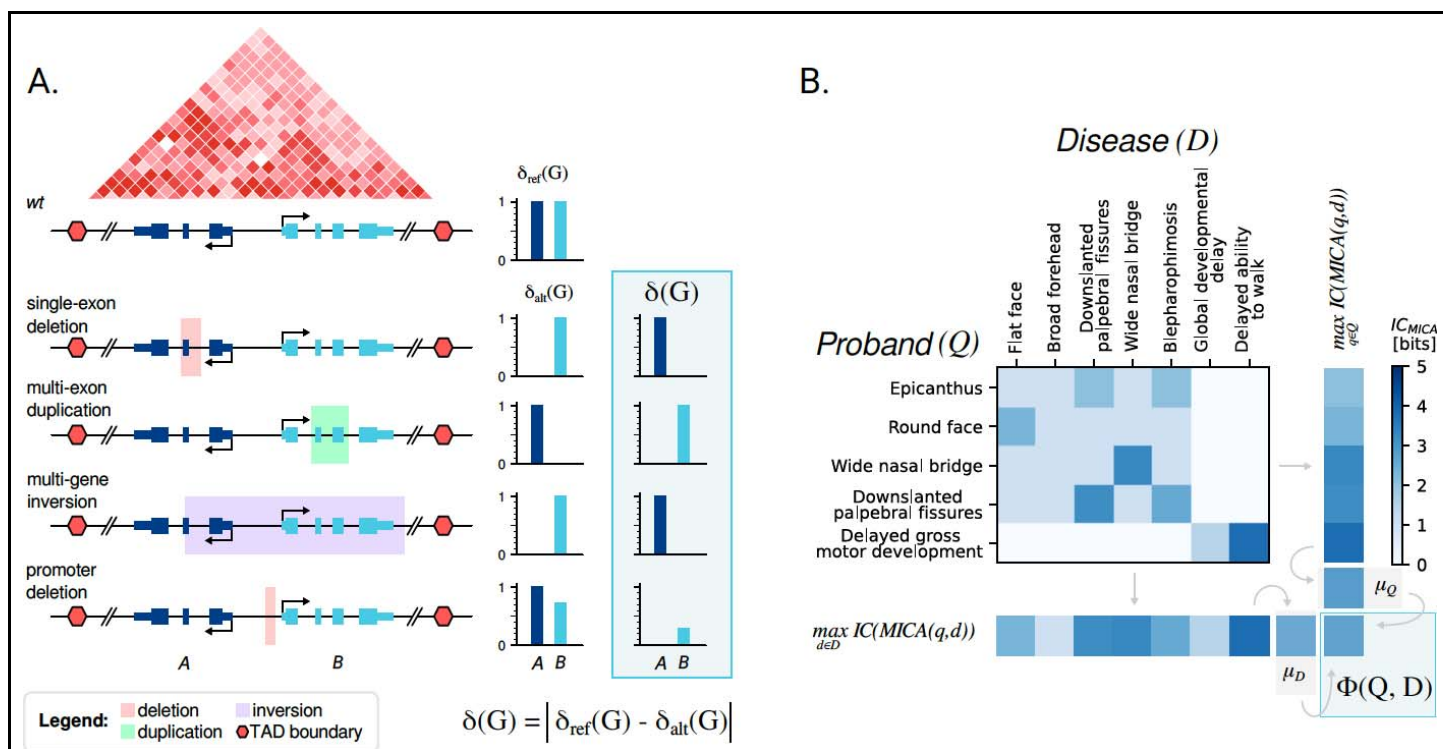 A.
wt
δref(G)
1
0
single-exon
deletion
δalt(G)
δ(G)
1
0
multi-exon
duplication
1
0
multi-gene
inversion
1
0
promoter
deletion
1
0
A
B
A B
A B
Legend:
deletion
inversion
duplication
TAD boundary
δ(G) = |δref(G) - δalt(G)|
B.
Disease (D)
Proband (Q)
Flat face
Broad forehead
Downslanted
palpebral fissures
Wide nasal bridge
Blepharophimosis
Global developmental
delay
Delayed ability
to walk
max IC(MICA(q,d))
q∈Q
Epicanthus
Round face
Wide nasal bridge
Downslanted
palpebral fissures
Delayed gross
motor development
IC_MICA
[bits]
5
4
3
2
1
0
μQ
max IC(MICA(q,d))
d∈D
μD
Φ(Q, D)